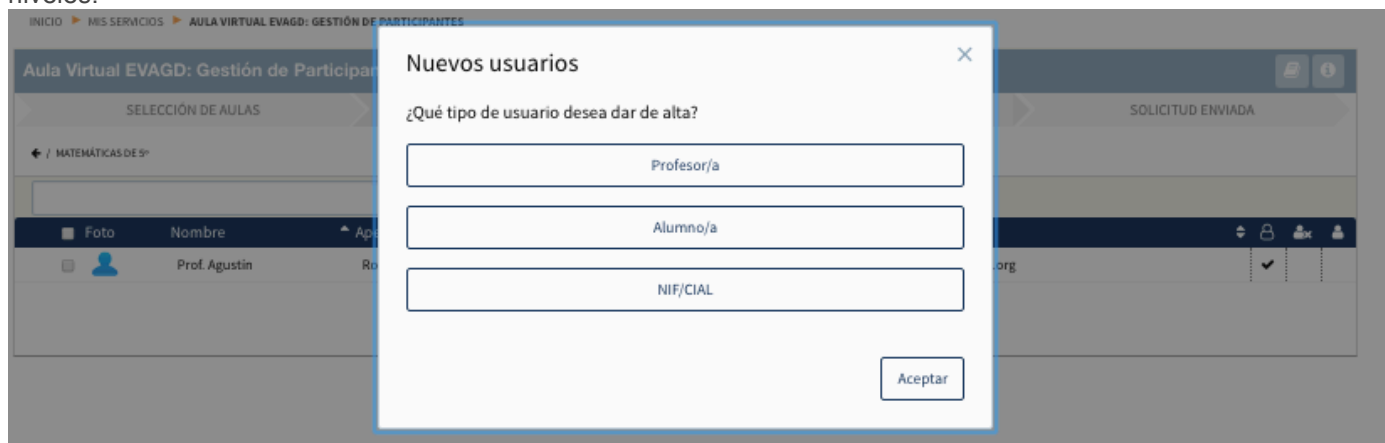 niveles.
INICIO ▶ MIS SERVICIOS ▶ AULA VIRTUAL EVAGD: GESTIÓN DE PARTICIPANTES
Aula Virtual EVAGD: Gestión de Participan
SELECCIÓN DE AULAS
SOLICITUD ENVIADA
/ MATEMÁTICAS DE 5º
Foto Nombre Ape
Prof. Agustin Ro
.org
Nuevos usuarios
¿Qué tipo de usuario desea dar de alta?
Profesor/a
Alumno/a
NIF/CIAL
Aceptar